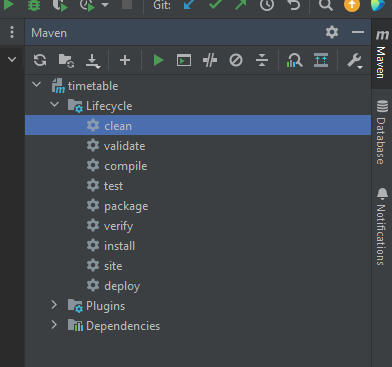 Git:
Maven
timetable
Lifecycle
clean
validate
compile
test
package
verify
install
site
deploy
Plugins
Dependencies
Maven
Database
Notifications